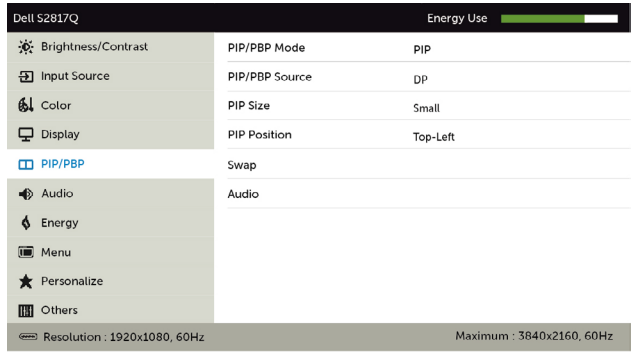 Dell S2817Q Energy Use
Brightness/Contrast PIP/PBP Mode PIP
Input Source PIP/PBP Source DP
Color PIP Size Small
Display PIP Position Top-Left
PIP/PBP Swap
Audio Audio
Energy
Menu
Personalize
Others
Resolution : 1920x1080, 60Hz Maximum : 3840x2160, 60Hz